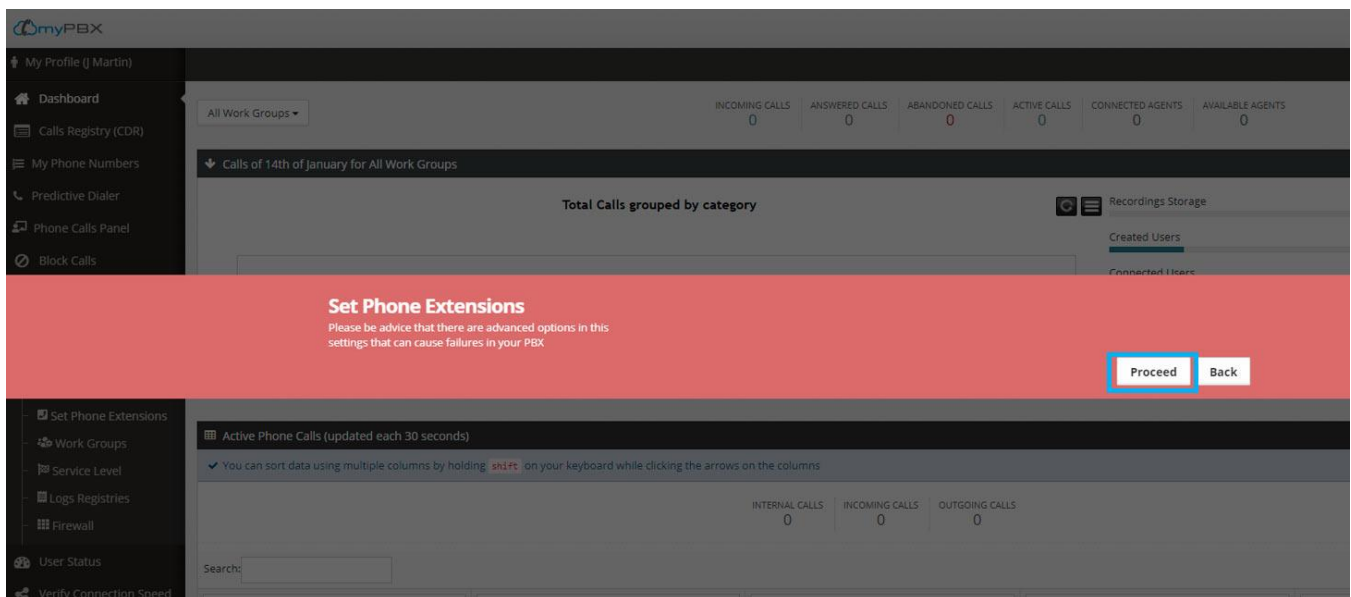 myPBX
My Profile (J Martin)
Dashboard
Calls Registry (CDR)
My Phone Numbers
Predictive Dialer
Phone Calls Panel
Block Calls
All Work Groups
INCOMING CALLS
0
ANSWERED CALLS
0
ABANDONED CALLS
0
ACTIVE CALLS
0
CONNECTED AGENTS
0
AVAILABLE AGENTS
0
Calls of 14th of January for All Work Groups
Total Calls grouped by category
Recordings Storage
Created Users
Connected Users
Set Phone Extensions
Please be advice that there are advanced options in this
settings that can cause failures in your PBX
Proceed
Back
Set Phone Extensions
Work Groups
Service Level
Logs Registries
Firewall
User Status
Verify Connection Speed
Active Phone Calls (updated each 30 seconds)
You can sort data using multiple columns by holding shift on your keyboard while clicking the arrows on the columns
INTERNAL CALLS
0
INCOMING CALLS
0
OUTGOING CALLS
0
Search: